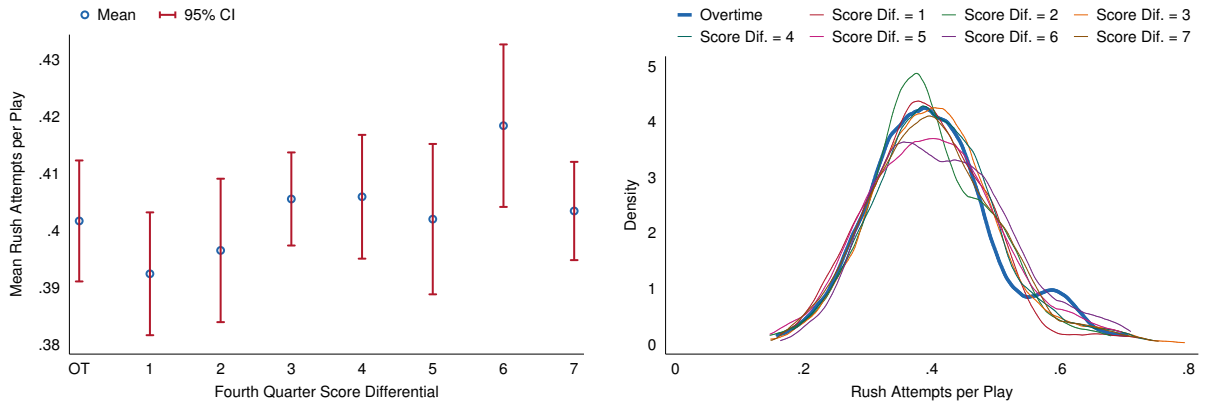 Mean 95% CI
Mean Rush Attempts per Play
.43
.42
.41
.4
.39
.38
OT 1 2 3 4 5 6 7
Fourth Quarter Score Differential
Overtime Score Dif. = 1 Score Dif. = 2 Score Dif. = 3
Score Dif. = 4 Score Dif. = 5 Score Dif. = 6 Score Dif. = 7
Density
5
4
3
2
1
0
0 .2 .4 .6 .8
Rush Attempts per Play